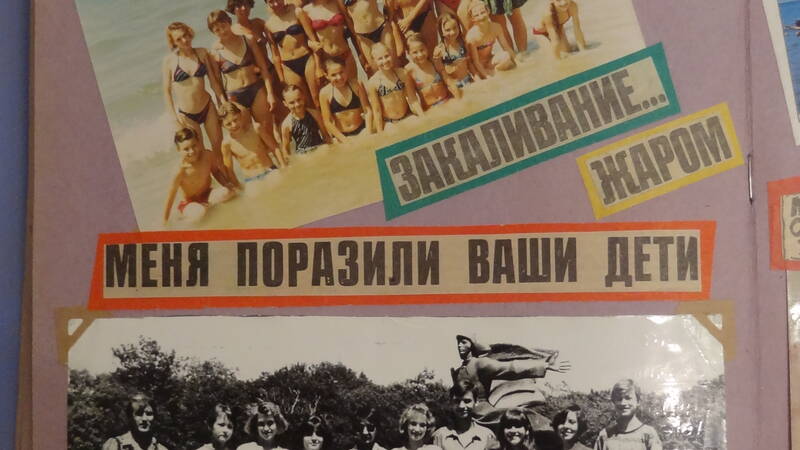 ЗАКАЛИВАНИЕ...
ЖАРОМ
МЕНЯ ПОРАЗИЛИ ВАШИ ДЕТИ